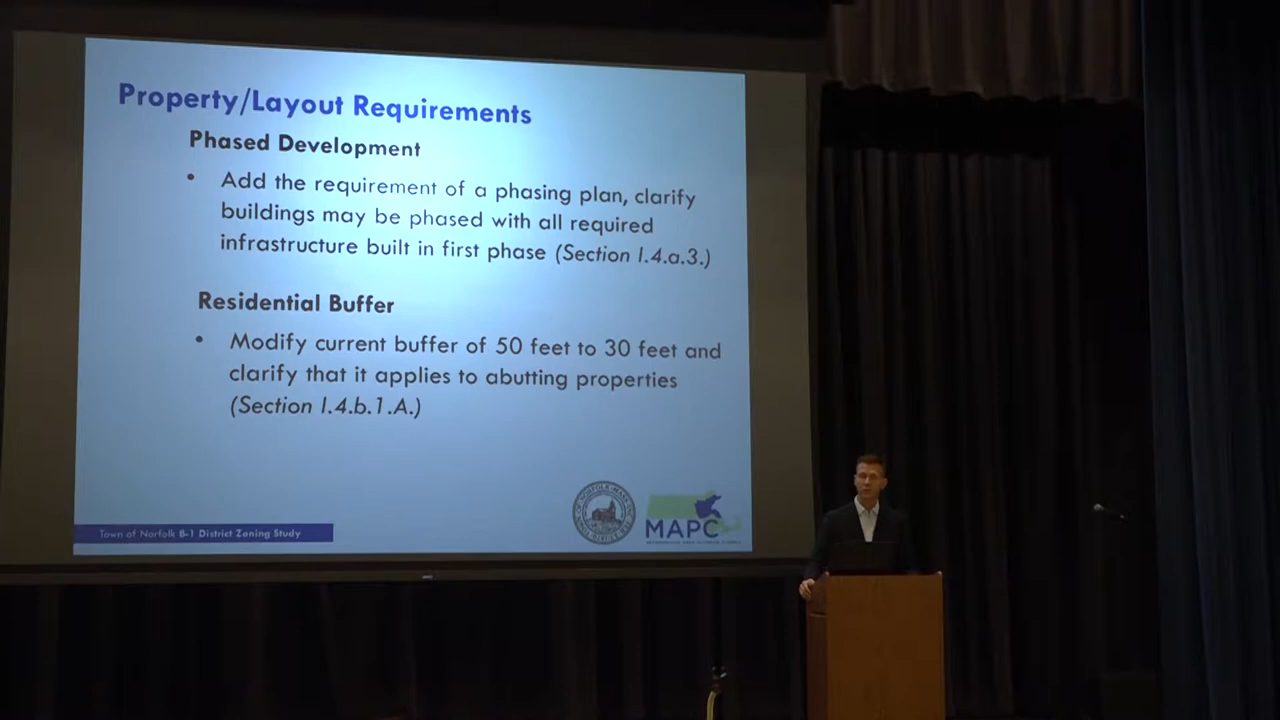 Property/Layout Requirements
Phased Development
• Add the requirement of a phasing plan, clarify
buildings may be phased with all required
infrastructure built in first phase (Section I.4.a.3.)
Residential Buffer
• Modify current buffer of 50 feet to 30 feet and
clarify that it applies to abutting properties
(Section I.4.b.1.A.)
Town of Norfolk B-1 District Zoning Study
MAPC